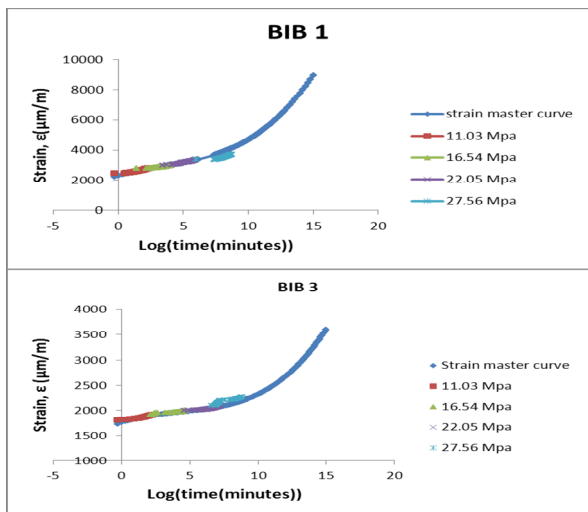 BIB 1
Strain, ε(µm/m)
10000
8000
6000
4000
2000
0
-5 0 5 10 15 20
Log(time(minutes))
strain master curve
11.03 Mpa
16.54 Mpa
22.05 Mpa
27.56 Mpa
BIB 3
Strain, ε (µm/m)
4000
3500
3000
2500
2000
1500
1000
-5 0 5 10 15 20
Log(time(minutes))
Strain master curve
11.03 Mpa
16.54 Mpa
22.05 Mpa
27.56 Mpa